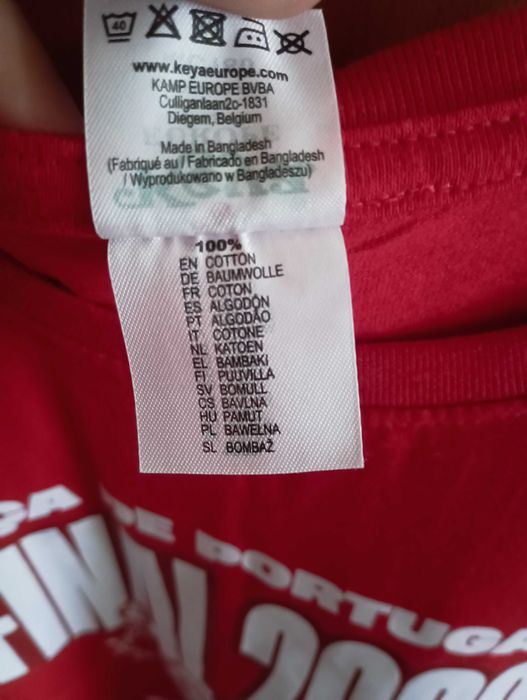 40
www.keyaeurope.com
KAMP EUROPE BVBA
Culliganlaan2c-1831
Diegem, Belgium
Made in Bangladesh
(Fabriqué au / Fabricado en Bangladesh
/ Wyprodukowano w Bangladeszu)
100%
EN COTTON
DE BAUMWOLLE
FR COTON
ES ALGODÓN
PT ALGODÃO
IT COTONE
NL KATOEN
EL BAMBAKI
FI PUUVILLA
SV BOMULL
CS BAVLNA
HU PAMUT
PL BAWEŁNA
SL BOMBAŽ
DE PORTUGA
FINAL